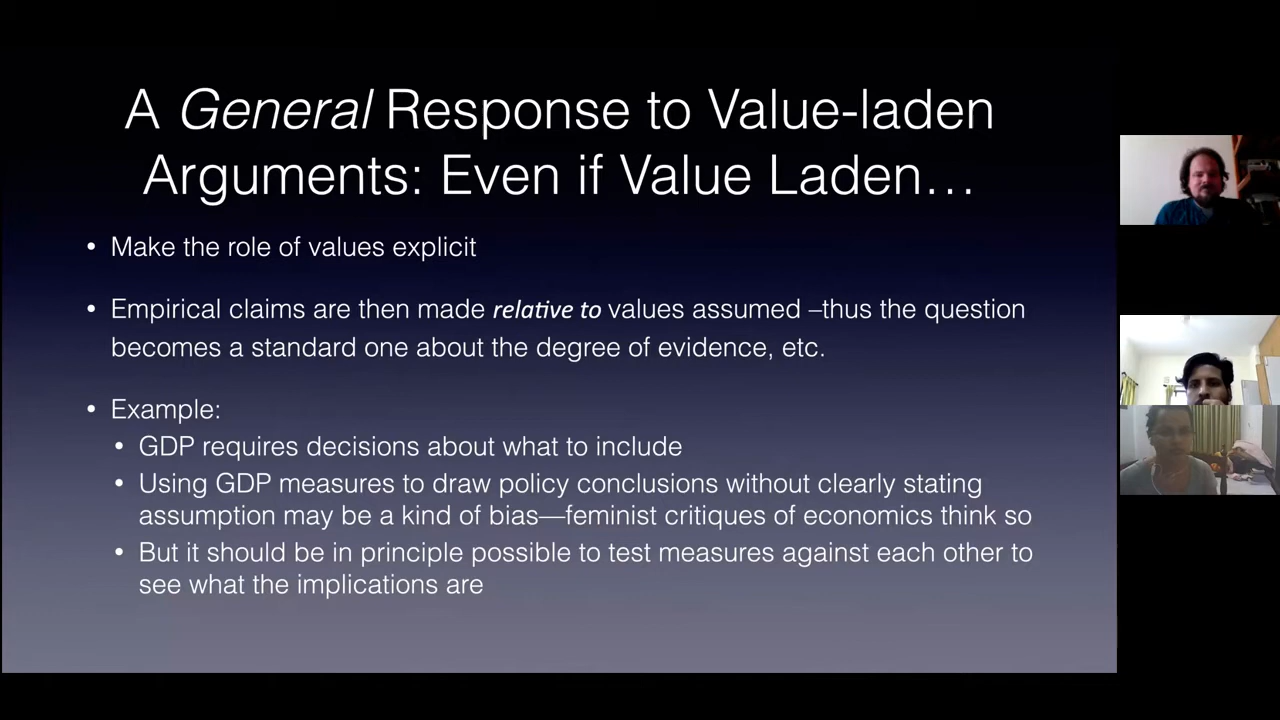 A General Response to Value-laden
Arguments: Even if Value Laden…
• Make the role of values explicit
• Empirical claims are then made relative to values assumed –thus the question
becomes a standard one about the degree of evidence, etc.
• Example:
• GDP requires decisions about what to include
• Using GDP measures to draw policy conclusions without clearly stating
assumption may be a kind of bias—feminist critiques of economics think so
• But it should be in principle possible to test measures against each other to
see what the implications are